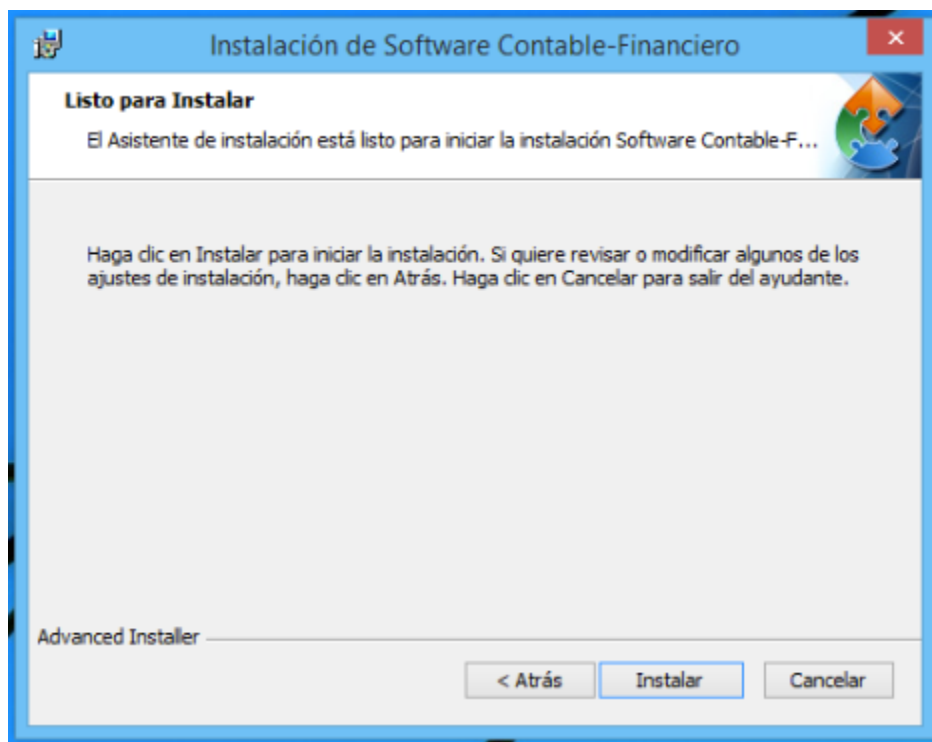 Instalación de Software Contable-Financiero
Listo para Instalar
El Asistente de instalación está listo para iniciar la instalación Software Contable-F...
Haga clic en Instalar para iniciar la instalación. Si quiere revisar o modificar algunos de los
ajustes de instalación, haga clic en Atrás. Haga clic en Cancelar para salir del ayudante.
Advanced Installer
< Atrás
Instalar
Cancelar